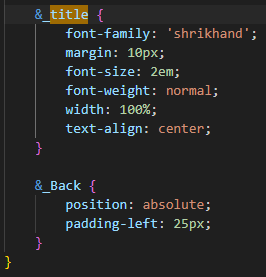 &_title {
font-family: 'shrikhand';
margin: 10px;
font-size: 2em;
font-weight: normal;
width: 100%;
text-align: center;
}
&_Back {
position: absolute;
padding-left: 25px;
}
}